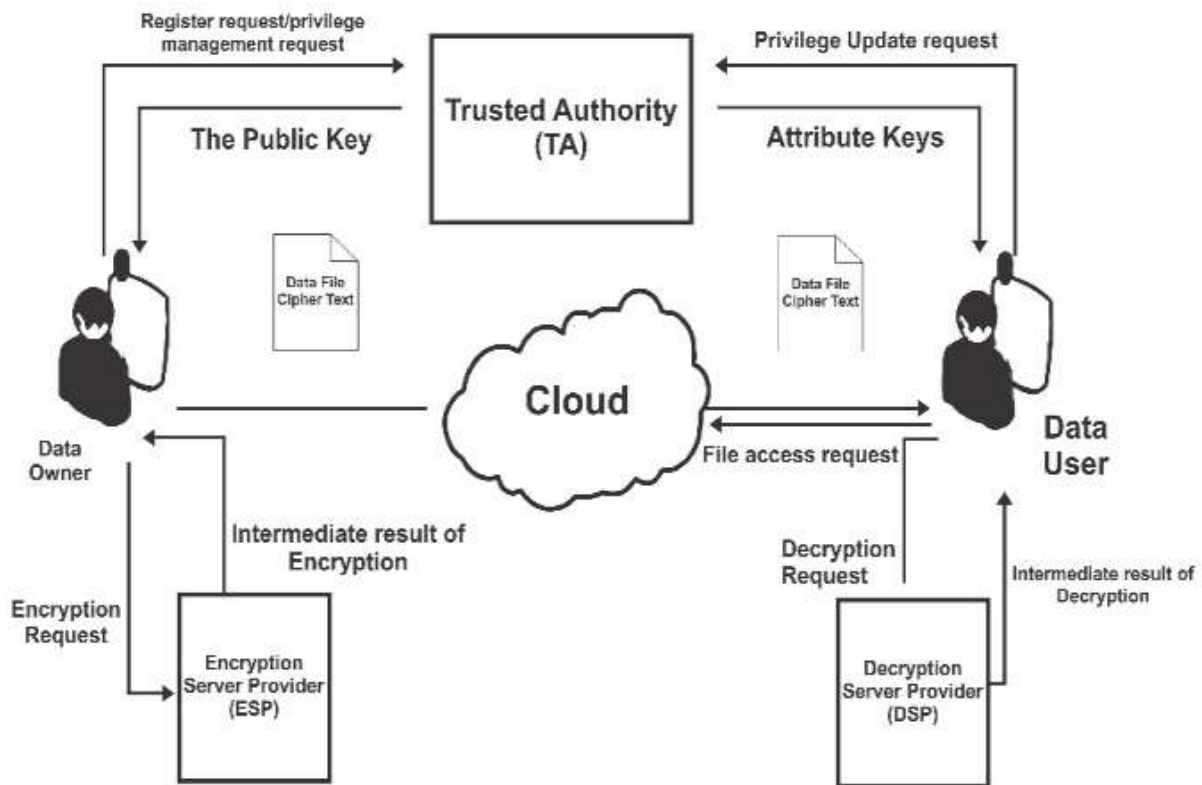 Register request/privilege
management request
Privilege Update request
Trusted Authority
(TA)
The Public Key
Attribute Keys
Data File
Cipher Text
Data File
Cipher Text
Cloud
Data
Owner
File access request
Data
User
Intermediate result of
Encryption
Decryption
Request
Intermediate result of
Decryption
Encryption
Request
Encryption
Server Provider
(ESP)
Decryption
Server Provider
(DSP)